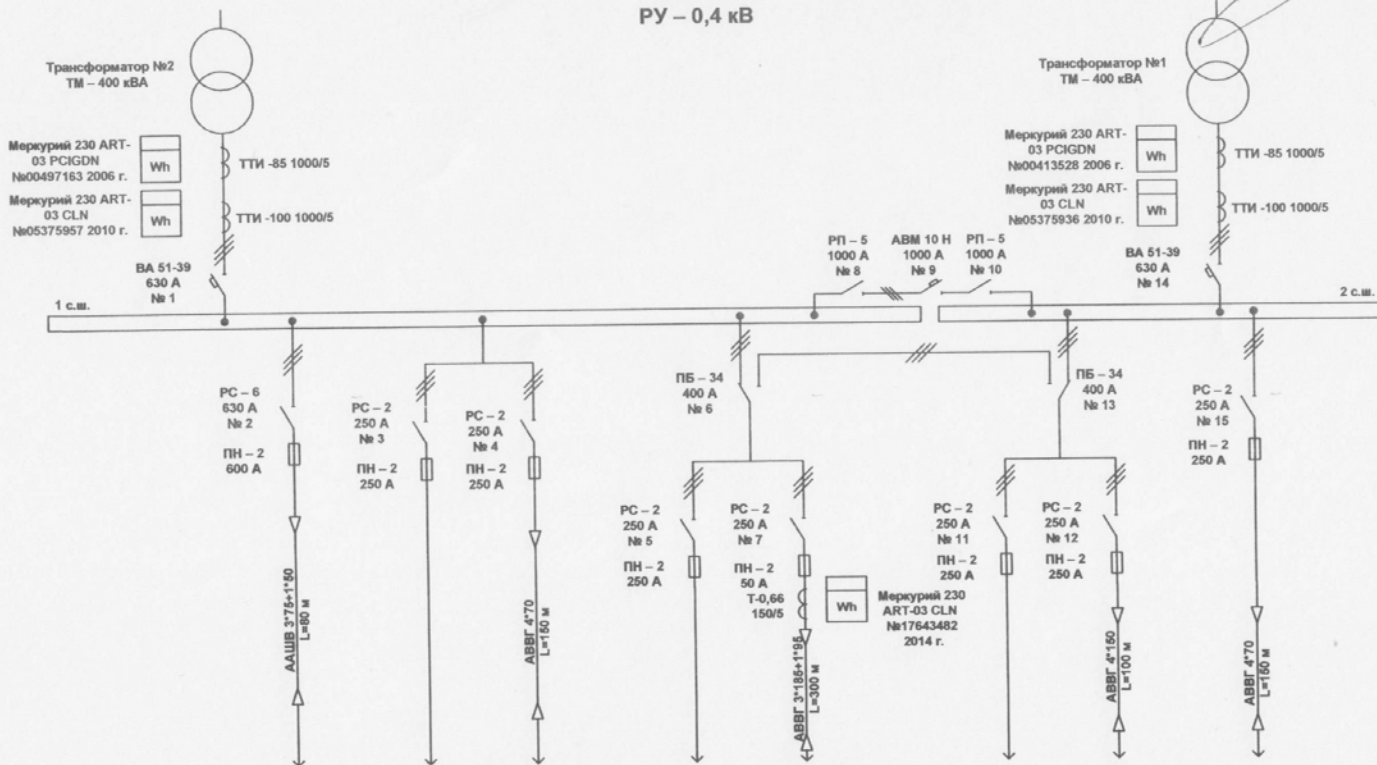 РУ – 0,4 кВ
Трансформатор №2
ТМ – 400 кВА
Меркурий 230 ART-
03 PCIGDN
№00497163 2006 г.
Wh
ТТИ -85 1000/5
Меркурий 230 ART-
03 CLN
№05375957 2010 г.
Wh
ТТИ -100 1000/5
ВА 51-39
630 А
№ 1
1 с.ш.
Трансформатор №1
ТМ – 400 кВА
Меркурий 230 ART-
03 PCIGDN
№00413528 2006 г.
Wh
ТТИ -85 1000/5
Меркурий 230 ART-
03 CLN
№05375936 2010 г.
Wh
ТТИ -100 1000/5
РП – 5
1000 А
№ 8
АВМ 10 Н
1000 А
№ 9
РП – 5
1000 А
№ 10
ВА 51-39
630 А
№ 14
2 с.ш.
РС – 6
630 А
№ 2
ПН – 2
600 А
ААШВ 3*75+1*50
L=80 м
РС – 2
250 А
№ 3
ПН – 2
250 А
РС – 2
250 А
№ 4
ПН – 2
250 А
АВВГ 4*70
L=150 м
ПБ – 34
400 А
№ 6
РС – 2
250 А
№ 5
ПН – 2
250 А
РС – 2
250 А
№ 7
ПН – 2
50 А
Т-0,66
150/5
Wh
Меркурий 230
ART-03 CLN
№17643482
2014 г.
АВВГ 3*185+1*95
L=300 м
ПБ – 34
400 А
№ 13
РС – 2
250 А
№ 11
ПН – 2
250 А
РС – 2
250 А
№ 12
ПН – 2
250 А
АВВГ 4*150
L=100 м
РС – 2
250 А
№ 15
ПН – 2
250 А
АВВГ 4*70
L=150 м